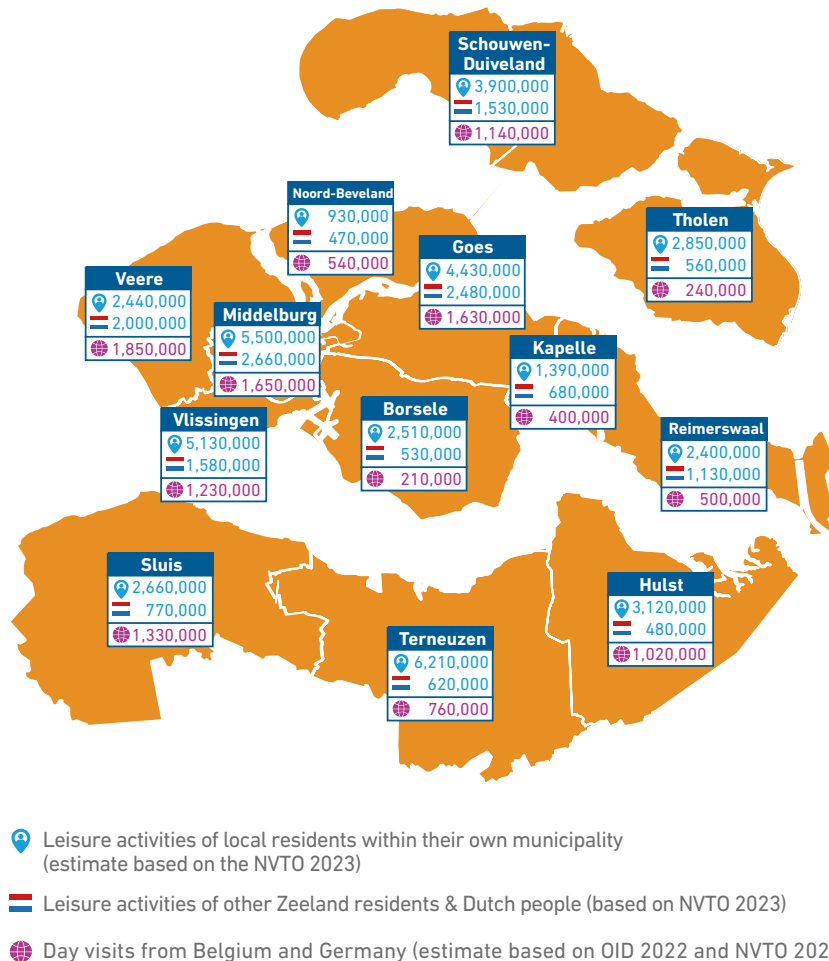 Schouwen-
Duiveland
3,900,000
1,530,000
1,140,000
Noord-Beveland
930,000
470,000
540,000
Tholen
2,850,000
560,000
240,000
Goes
4,430,000
2,480,000
1,630,000
Veere
2,440,000
2,000,000
1,850,000
Middelburg
5,500,000
2,660,000
1,650,000
Kapelle
1,390,000
680,000
400,000
Vlissingen
5,130,000
1,580,000
1,230,000
Borsele
2,510,000
530,000
210,000
Reimerswaal
2,400,000
1,130,000
500,000
Sluis
2,660,000
770,000
1,330,000
Hulst
3,120,000
480,000
1,020,000
Terneuzen
6,210,000
620,000
760,000
Leisure activities of local residents within their own municipality
(estimate based on the NVTO 2023)
Leisure activities of other Zeeland residents & Dutch people (based on NVTO 2023)
Day visits from Belgium and Germany (estimate based on OID 2022 and NVTO 202